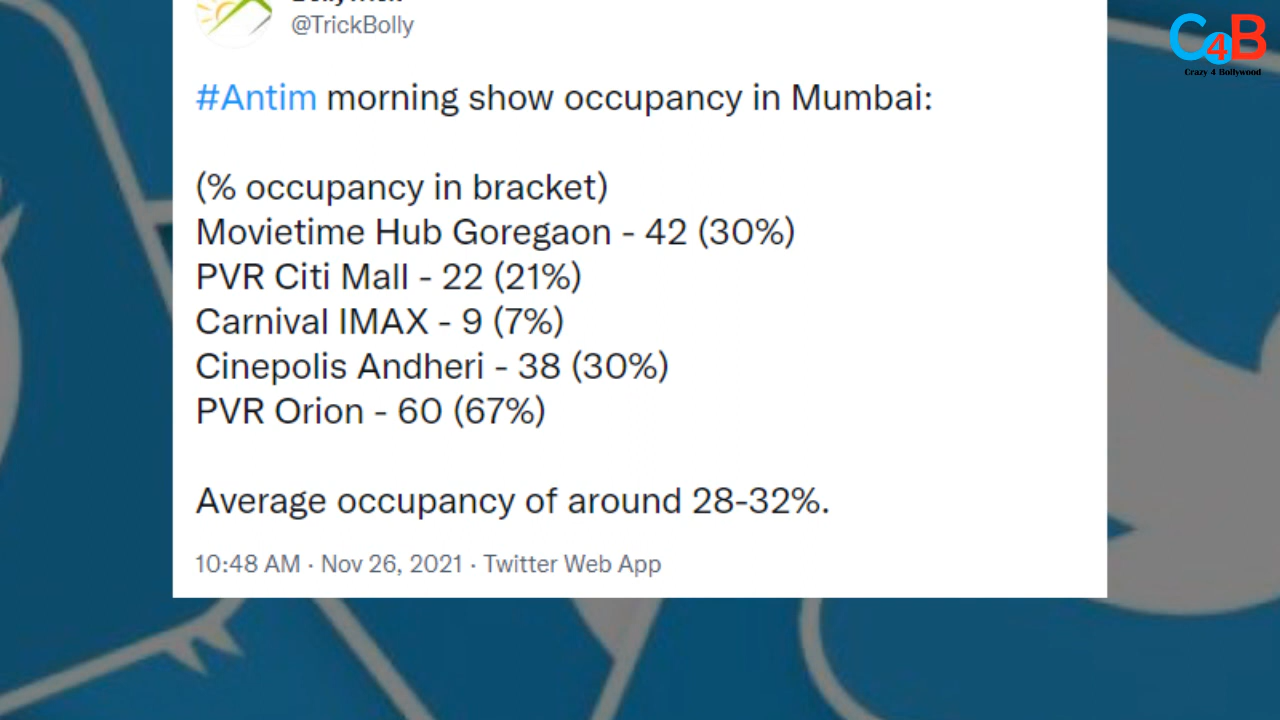 @TrickBolly
C4B
Crazy 4 Bollywood
#Antim morning show occupancy in Mumbai:
(% occupancy in bracket)
Movietime Hub Goregaon - 42 (30%)
PVR Citi Mall - 22 (21%)
Carnival IMAX - 9 (7%)
Cinepolis Andheri - 38 (30%)
PVR Orion - 60 (67%)
Average occupancy of around 28-32%.
10:48 AM · Nov 26, 2021 · Twitter Web App